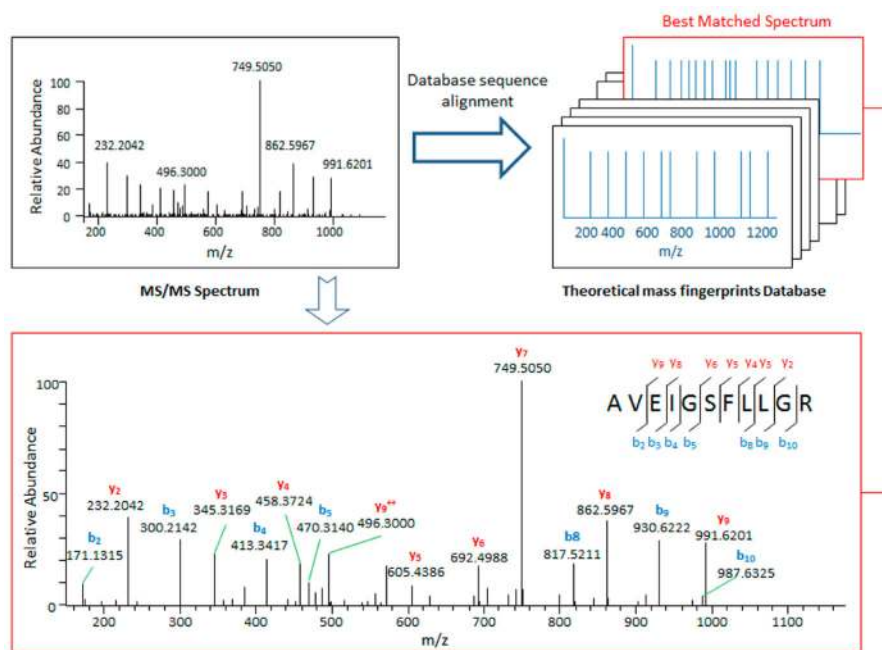 Best Matched Spectrum
749.5050
232.2042
496.3000
862.5967
991.6201
Relative Abundance
100
80
60
40
20
0
200 400 600 800 1000
m/z
Database sequence
alignment
200 400 600 800 1000 1200
m/z
MS/MS Spectrum
Theoretical mass fingerprints Database
y7
749.5050
y9 y8 y6 y5 y4 y3 y2
A V E I G S F L L G R
b2 b3 b4 b5 b8 b9 b10
y2
232.2042
b3
300.2142
y3
345.3169
y4
458.3724
b5
470.3140
y9++
496.3000
b2
171.1315
b4
413.3417
y5
605.4386
y6
692.4988
b8
817.5211
y8
862.5967
b9
930.6222
y9
991.6201
b10
987.6325
Relative Abundance
100
50
0
200 300 400 500 600 700 800 900 1000 1100
m/z